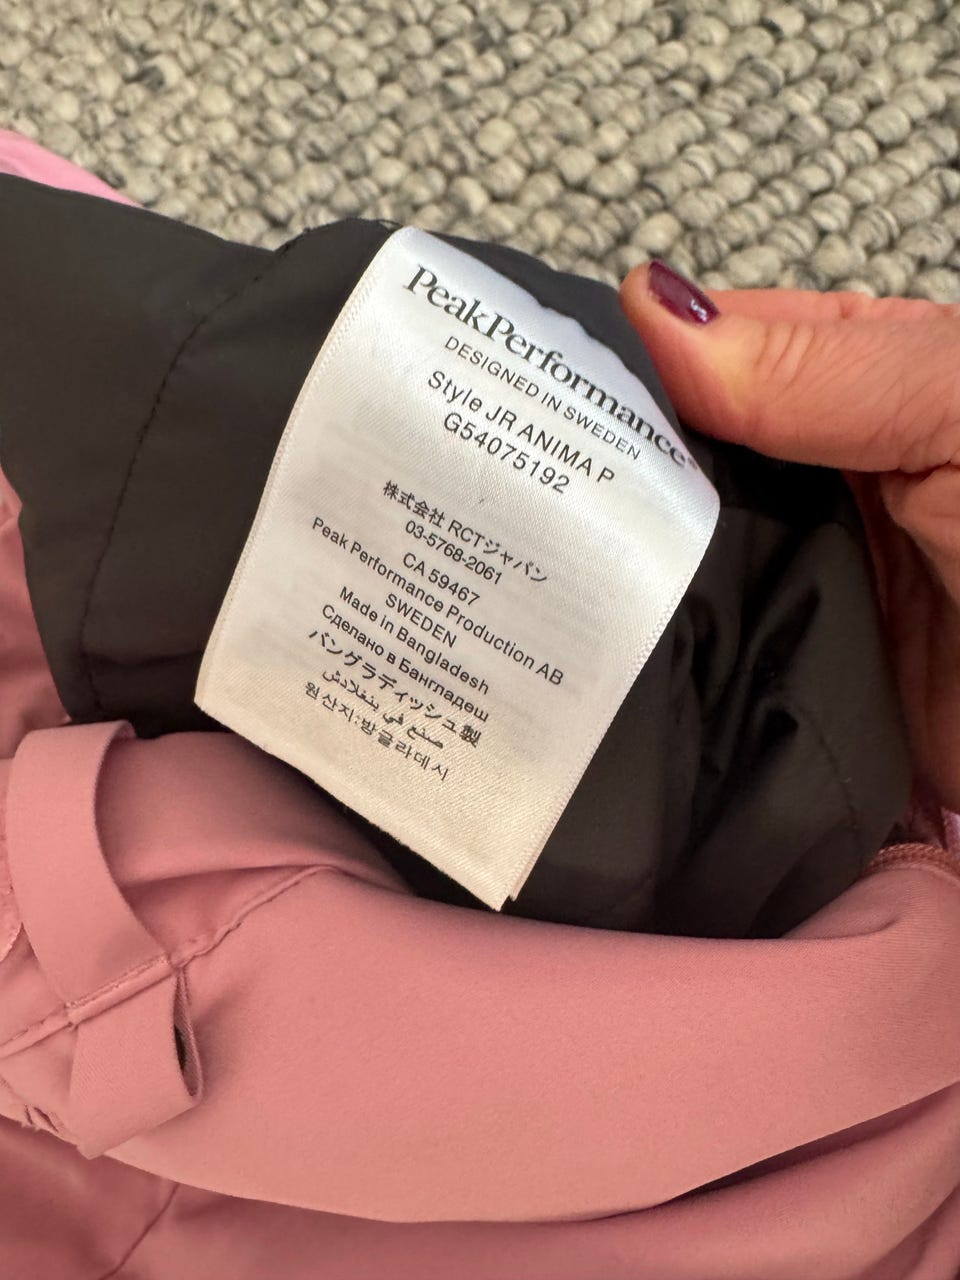 PeakPerformance®
DESIGNED IN SWEDEN
Style JR ANIMA P
G54075192
株式会社 RCTジャパン
03-5768-2061
CA 59467
Peak Performance Production AB
SWEDEN
Made in Bangladesh
Сделано в Бангладеш
バングラディッシュ製
صنع في بنغلادش
원산지:방글라데시